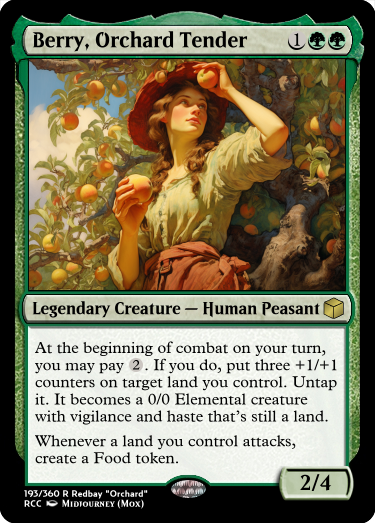 Berry, Orchard Tender 1
Legendary Creature — Human Peasant
At the beginning of combat on your turn,
you may pay 2. If you do, put three +1/+1
counters on target land you control. Untap
it. It becomes a 0/0 Elemental creature
with vigilance and haste that's still a land.
Whenever a land you control attacks,
create a Food token.
193/360 R Redbay "Orchard"
RCC Midjourney (Mox)
2/4